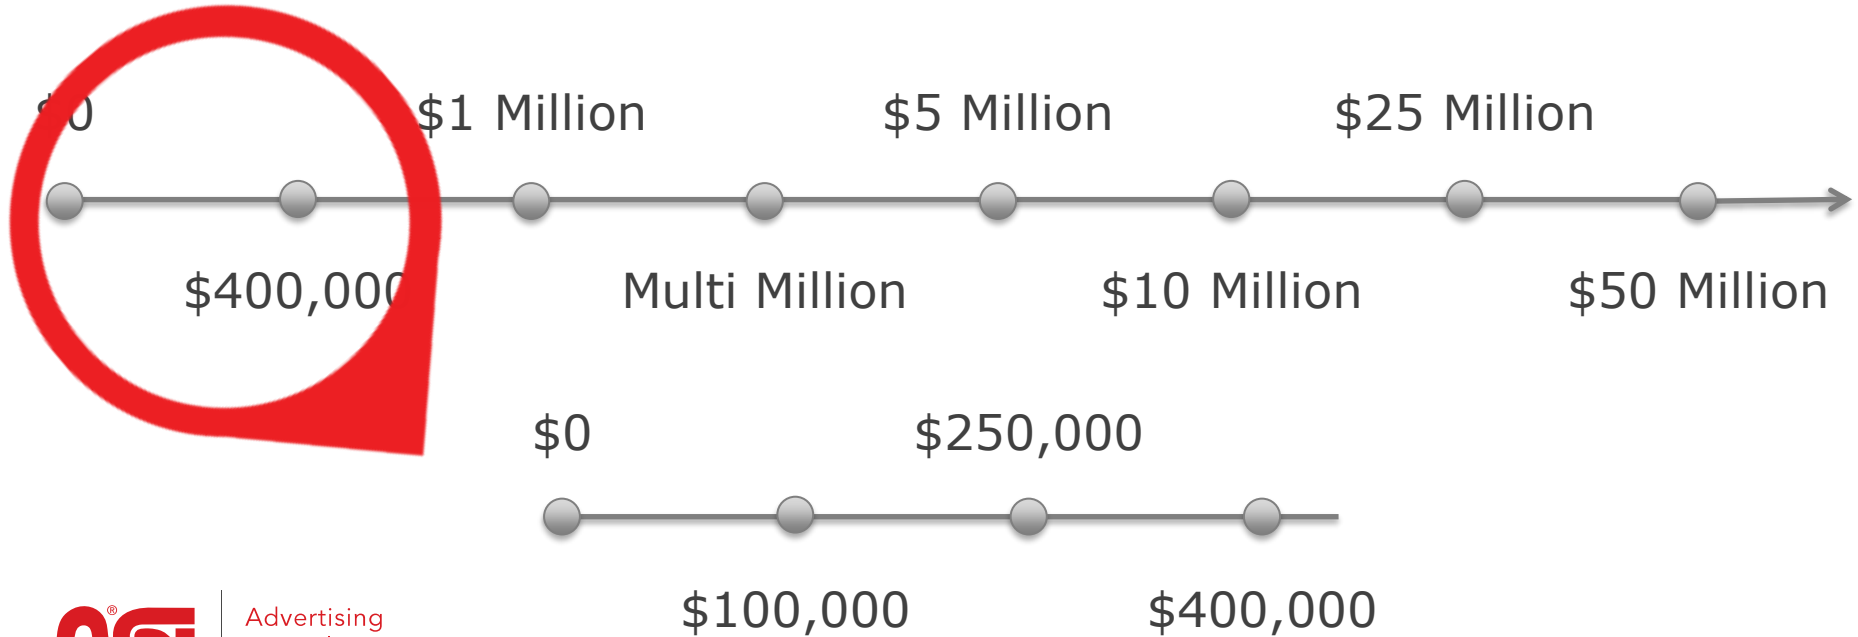 $0 $1 Million $5 Million $25 Million
$400,000 Multi Million $10 Million $50 Million
$0 $250,000
$100,000 $400,000
asi®
Advertising